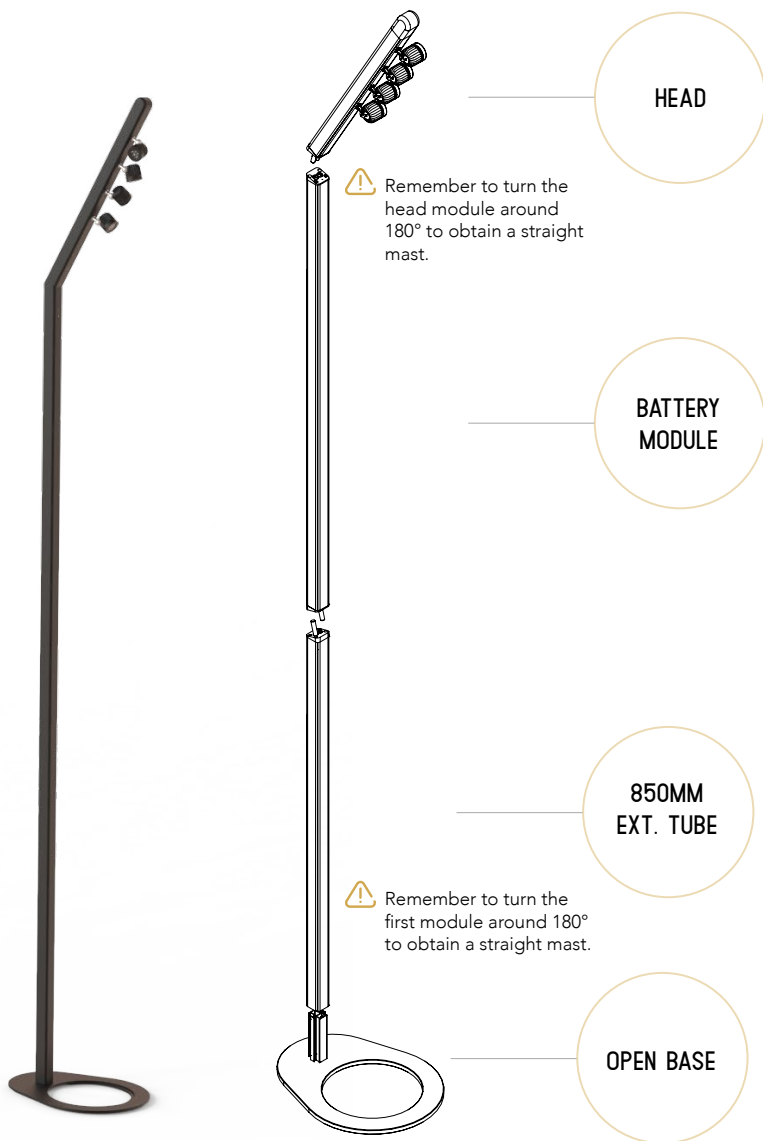 HEAD
Remember to turn the
head module around
180° to obtain a straight
mast.
BATTERY
MODULE
850MM
EXT. TUBE
Remember to turn the
first module around 180°
to obtain a straight mast.
OPEN BASE